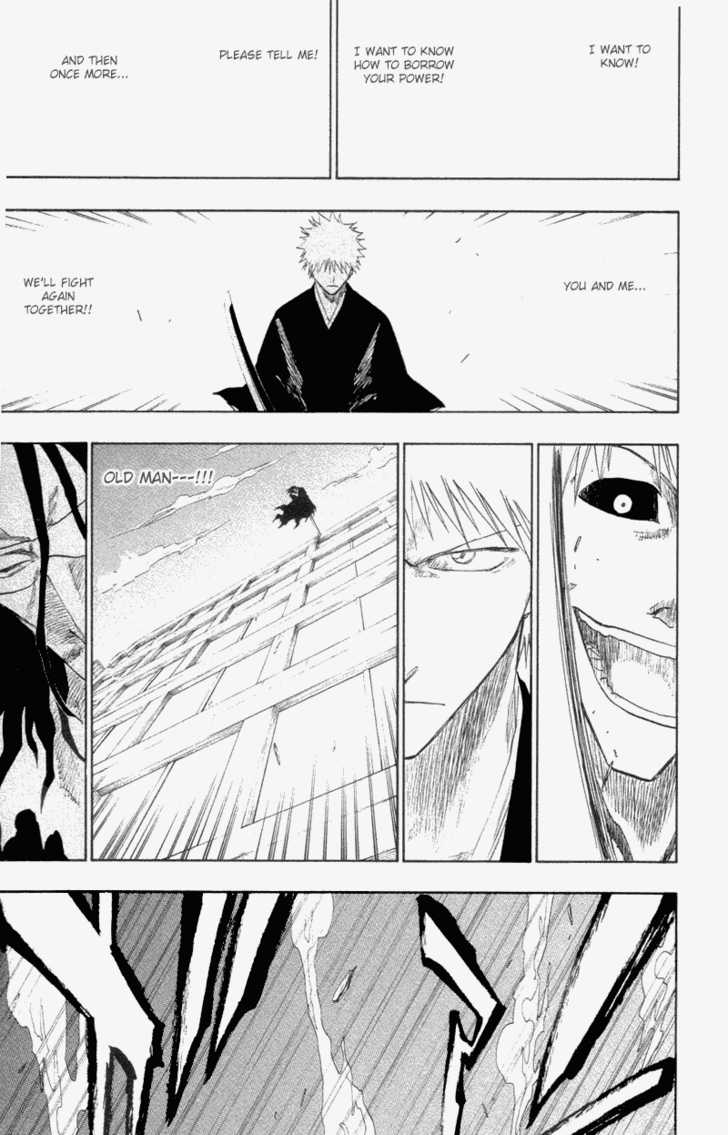 I WANT TO
KNOW!
I WANT TO KNOW
HOW TO BORROW
YOUR POWER!
PLEASE TELL ME!
AND THEN
ONCE MORE...
YOU AND ME...
WE'LL FIGHT
AGAIN
TOGETHER!!
OLD MAN---!!!